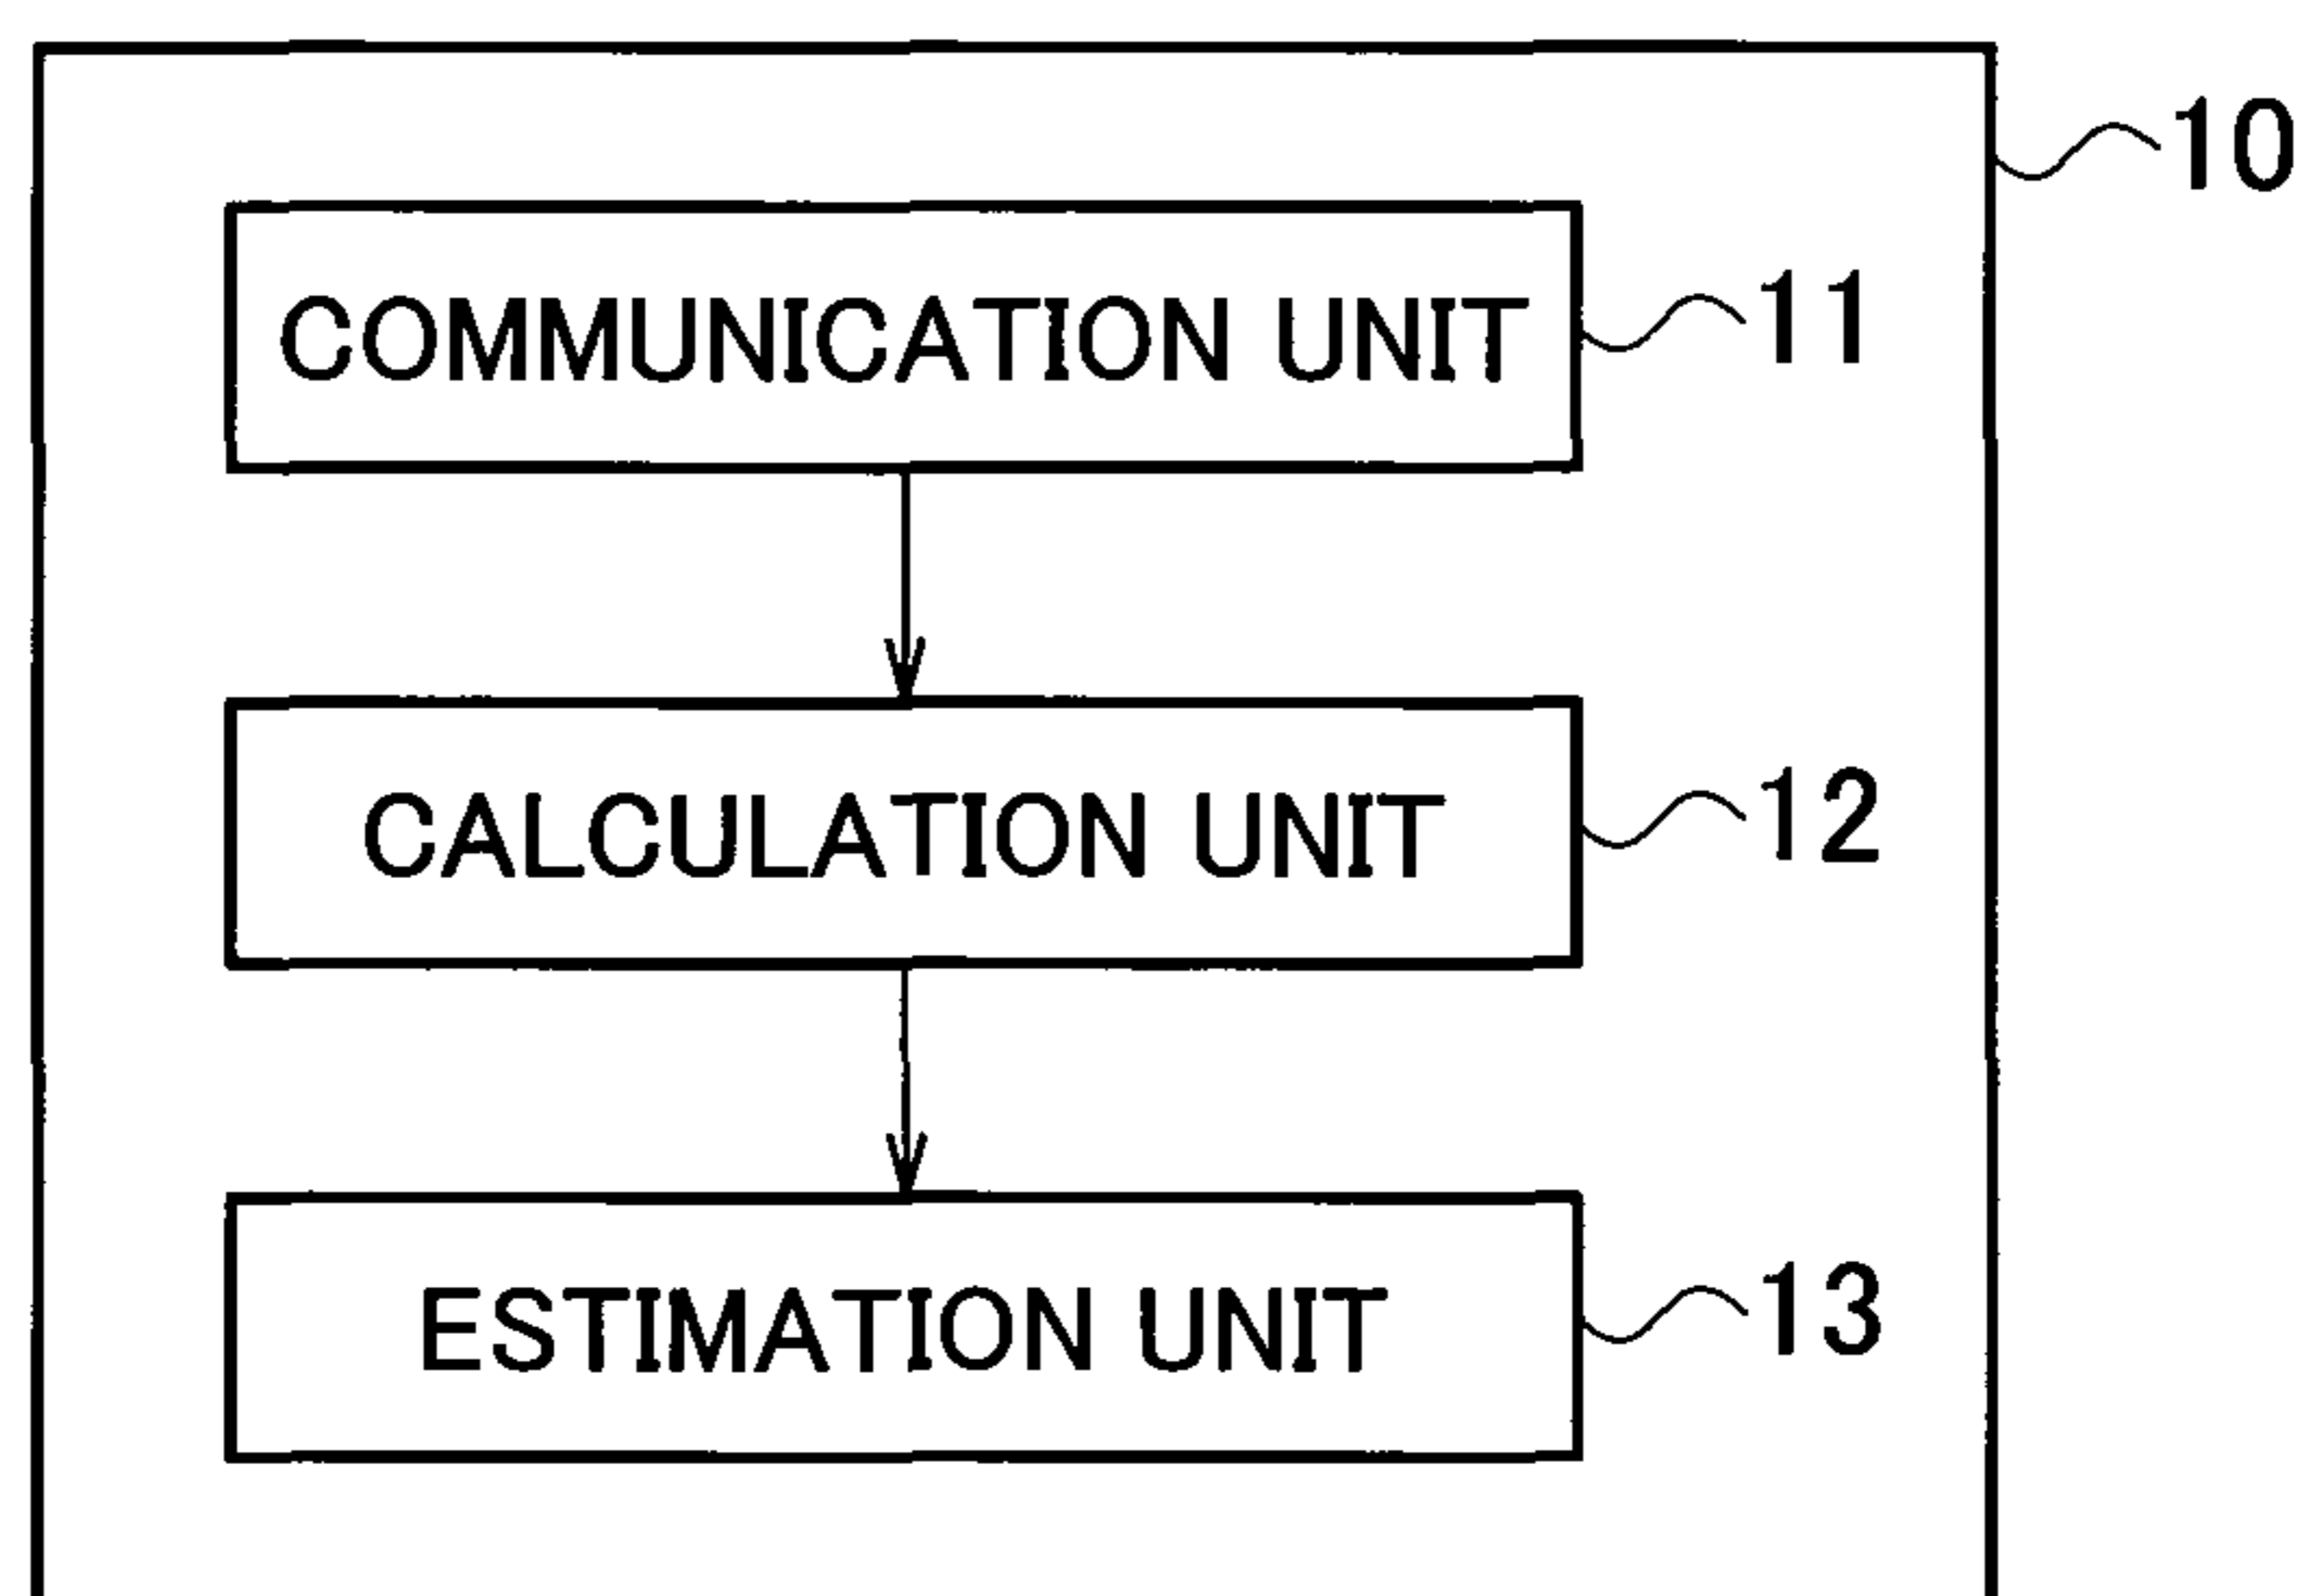 10
COMMUNICATION UNIT 11
CALCULATION UNIT 12
ESTIMATION UNIT 13